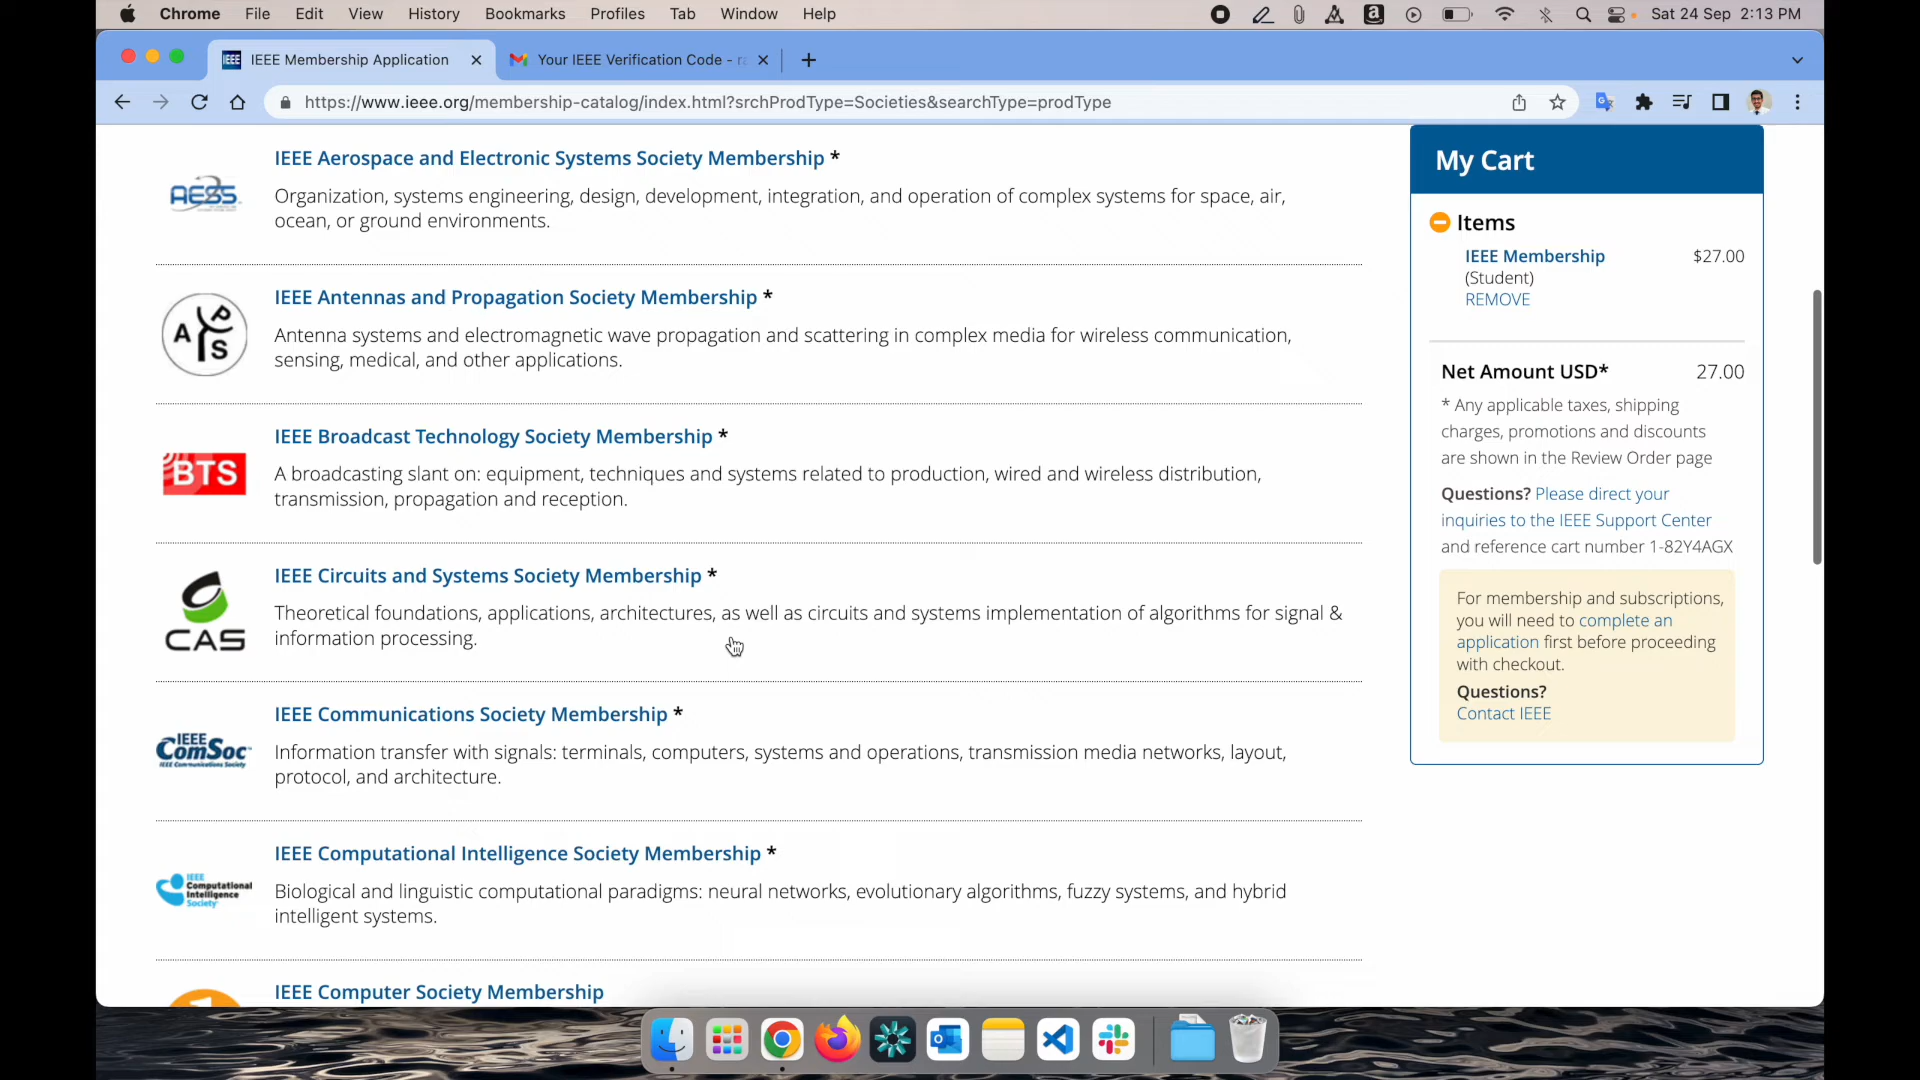 Chrome File Edit View History Bookmarks Profiles Tab Window Help Sat 24 Sep 2:13 PM
IEEE IEEE Membership Application Your IEEE Verification Code -
https://www.ieee.org/membership-catalog/index.html?srchProdType=Societies&searchType=prodType
AESS
IEEE Aerospace and Electronic Systems Society Membership *
Organization, systems engineering, design, development, integration, and operation of complex systems for space, air,
ocean, or ground environments.
APS
IEEE Antennas and Propagation Society Membership *
Antenna systems and electromagnetic wave propagation and scattering in complex media for wireless communication,
sensing, medical, and other applications.
BTS
IEEE Broadcast Technology Society Membership *
A broadcasting slant on: equipment, techniques and systems related to production, wired and wireless distribution,
transmission, propagation and reception.
CAS
IEEE Circuits and Systems Society Membership *
Theoretical foundations, applications, architectures, as well as circuits and systems implementation of algorithms for signal &
information processing.
IEEE
ComSoc
IEEE Communications Society
IEEE Communications Society Membership *
Information transfer with signals: terminals, computers, systems and operations, transmission media networks, layout,
protocol, and architecture.
IEEE
Computational
Intelligence
Society
IEEE Computational Intelligence Society Membership *
Biological and linguistic computational paradigms: neural networks, evolutionary algorithms, fuzzy systems, and hybrid
intelligent systems.
IEEE Computer Society Membership
My Cart
Items
IEEE Membership $27.00
(Student)
REMOVE
Net Amount USD* 27.00
* Any applicable taxes, shipping
charges, promotions and discounts
are shown in the Review Order page
Questions? Please direct your
inquiries to the IEEE Support Center
and reference cart number 1-82Y4AGX
For membership and subscriptions,
you will need to complete an
application first before proceeding
with checkout.
Questions?
Contact IEEE